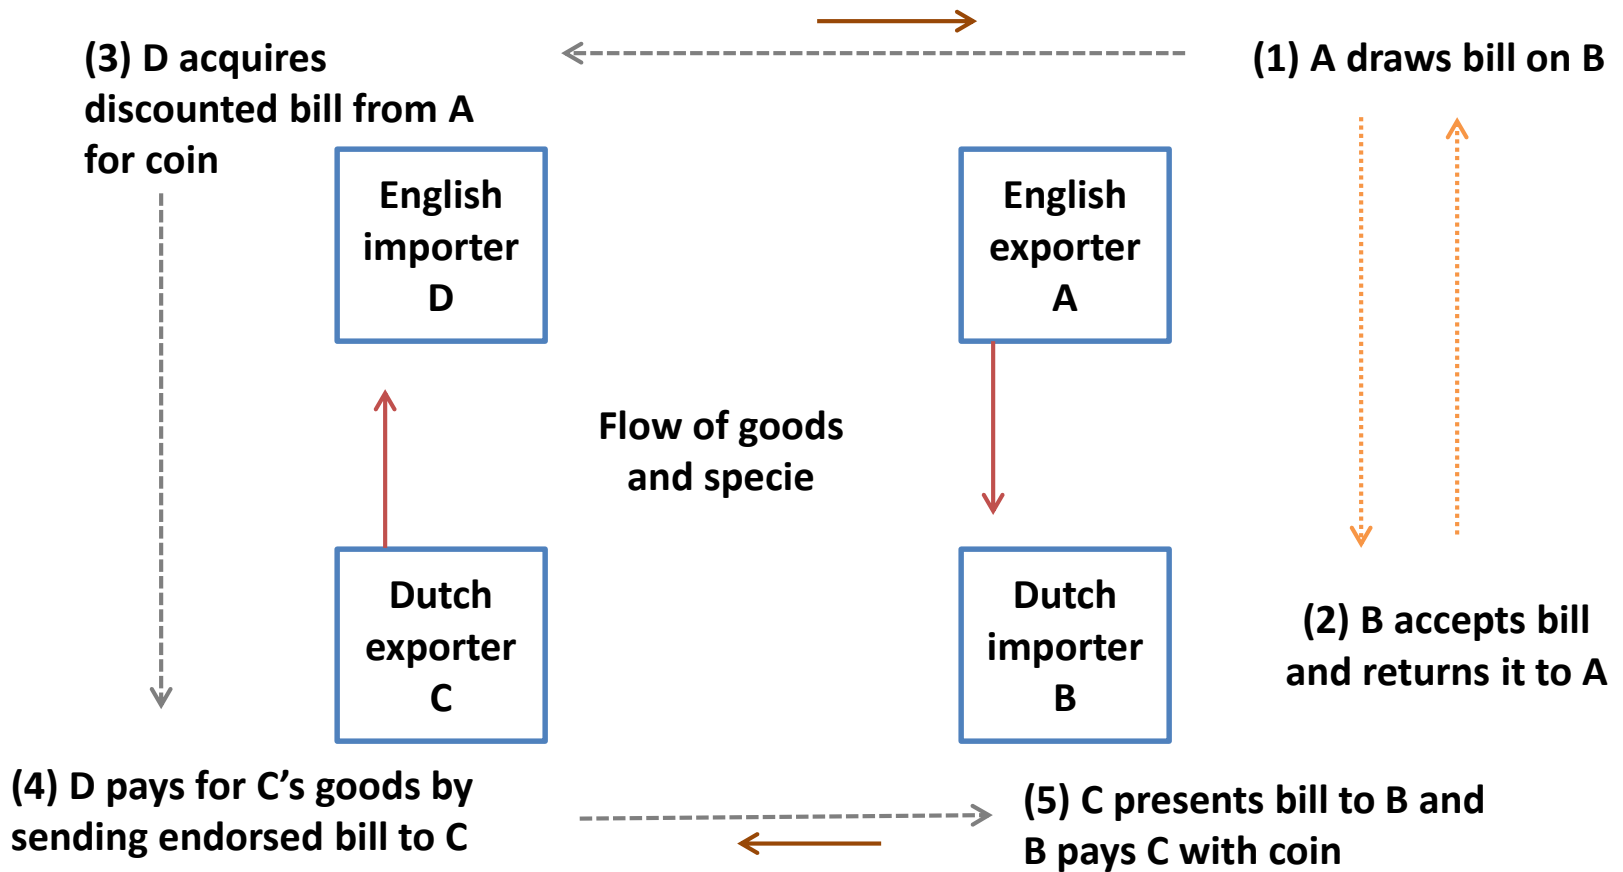 (3) D acquires
discounted bill from A
for coin
(1) A draws bill on B
English
importer
D
English
exporter
A
Flow of goods
and specie
Dutch
exporter
C
Dutch
importer
B
(2) B accepts bill
and returns it to A
(4) D pays for C’s goods by
sending endorsed bill to C
(5) C presents bill to B and
B pays C with coin